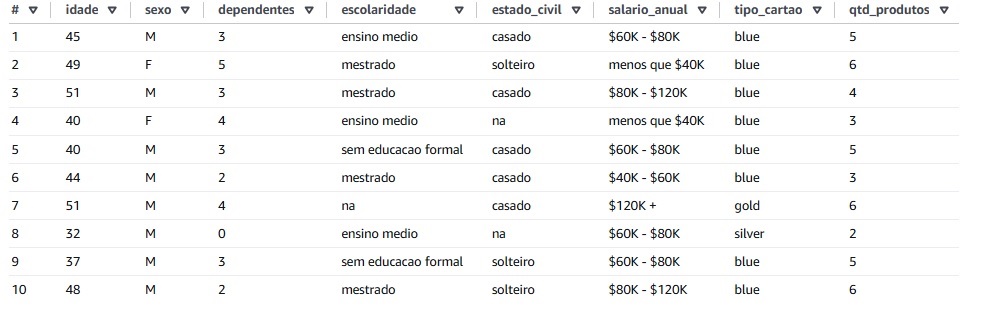 # idade sexo dependentes escolaridade estado_civil salario_anual tipo_cartao qtd_produtos
1 45 M 3 ensino medio casado $60K - $80K blue 5
2 49 F 5 mestrado solteiro menos que $40K blue 6
3 51 M 3 mestrado casado $80K - $120K blue 4
4 40 F 4 ensino medio na menos que $40K blue 3
5 40 M 3 sem educacao formal casado $60K - $80K blue 5
6 44 M 2 mestrado casado $40K - $60K blue 3
7 51 M 4 na casado $120K + gold 6
8 32 M 0 ensino medio na $60K - $80K silver 2
9 37 M 3 sem educacao formal solteiro $60K - $80K blue 5
10 48 M 2 mestrado solteiro $80K - $120K blue 6